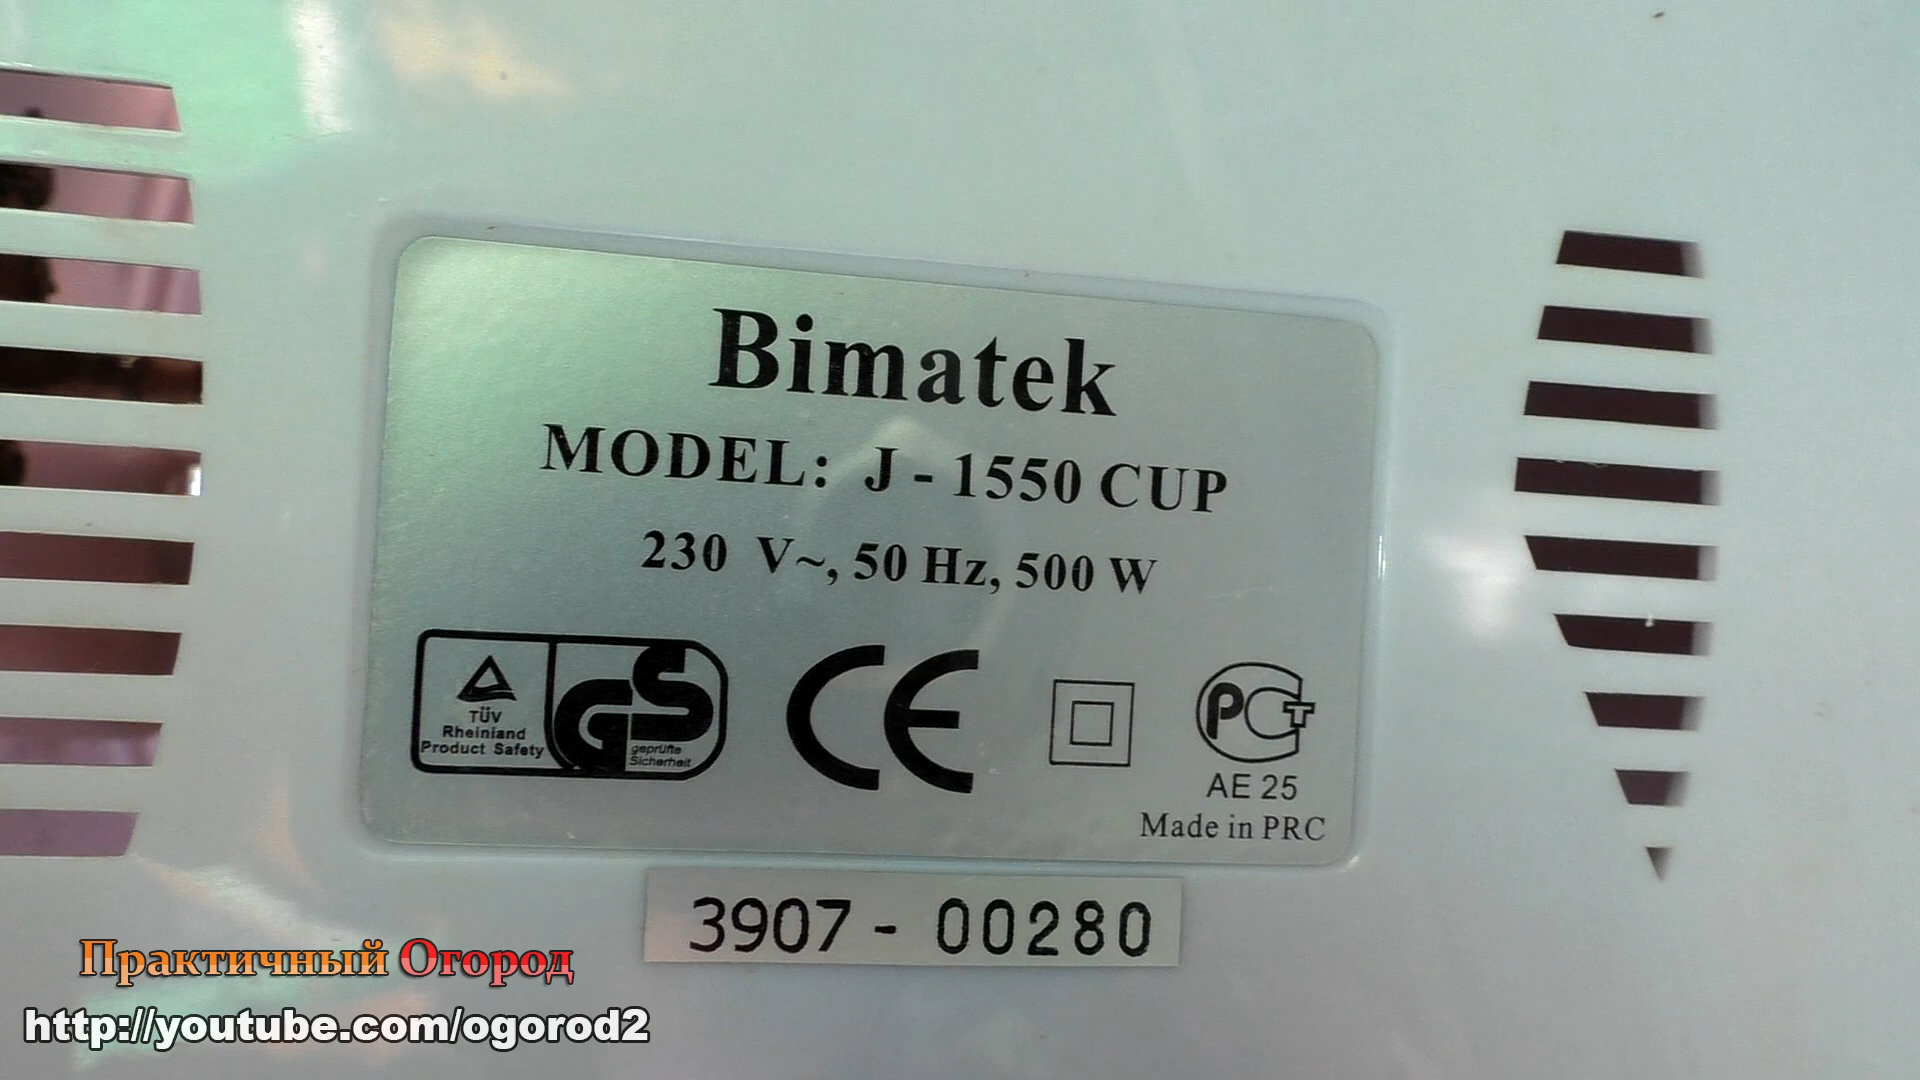 Bimatek
MODEL: J - 1550 CUP
230 V~, 50 Hz, 500 W
TÜV
Rheinland
Product Safety
GS
geprüfte
Sicherheit
CE
PCT
AE 25
Made in PRC
3907 - 00280
Практичный Огород
http://youtube.com/ogorod2